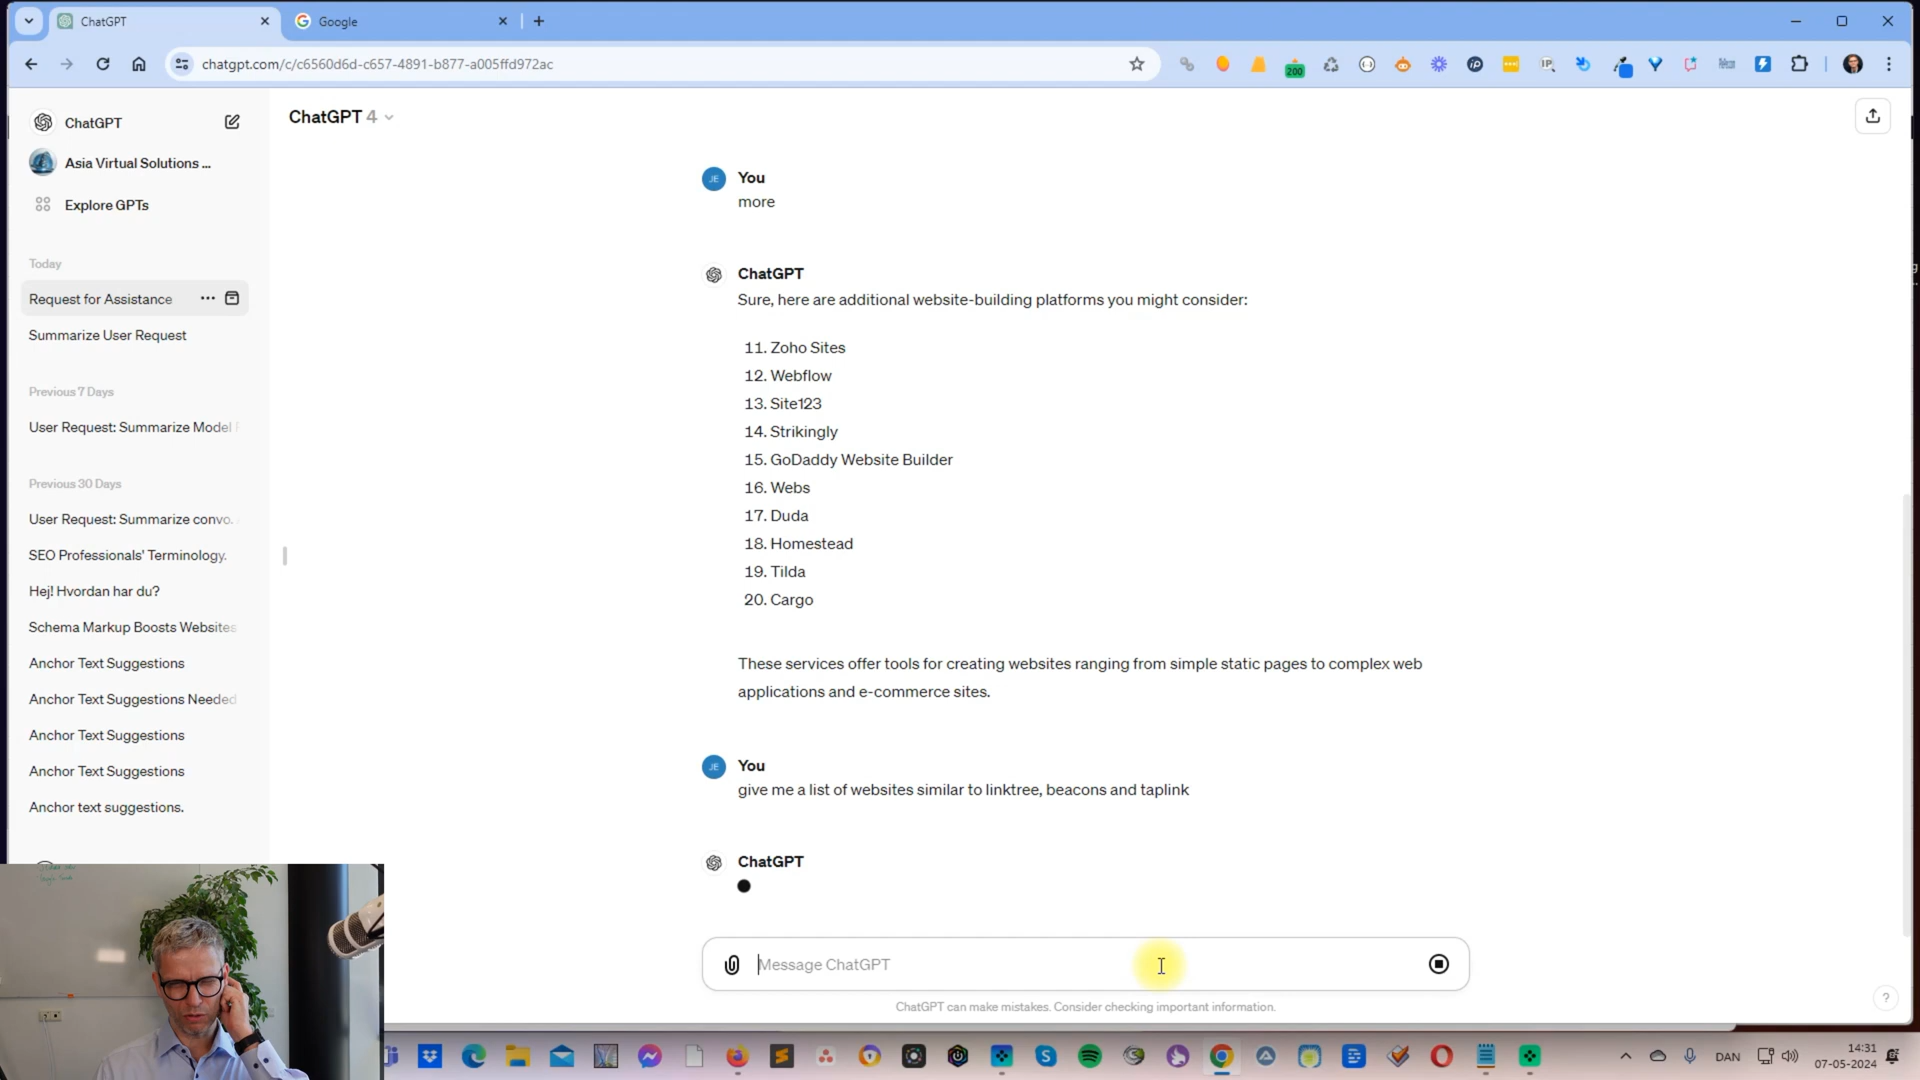 ChatGPT
Google
chatgpt.com/c/c6560d6d-c657-4891-b877-a005ffd972ac
200
ChatGPT
Asia Virtual Solutions ...
Explore GPTs
Today
Request for Assistance
Summarize User Request
Previous 7 Days
User Request: Summarize Model
Previous 30 Days
User Request: Summarize convo.
SEO Professionals' Terminology.
Hej! Hvordan har du?
Schema Markup Boosts Websites
Anchor Text Suggestions
Anchor Text Suggestions Needed
Anchor Text Suggestions
Anchor Text Suggestions
Anchor text suggestions.
ChatGPT 4
JE
You
more
ChatGPT
Sure, here are additional website-building platforms you might consider:
11. Zoho Sites
12. Webflow
13. Site123
14. Strikingly
15. GoDaddy Website Builder
16. Webs
17. Duda
18. Homestead
19. Tilda
20. Cargo
These services offer tools for creating websites ranging from simple static pages to complex web
applications and e-commerce sites.
JE
You
give me a list of websites similar to linktree, beacons and taplink
ChatGPT
Message ChatGPT
ChatGPT can make mistakes. Consider checking important information.
?
DAN
14:31
07-05-2024